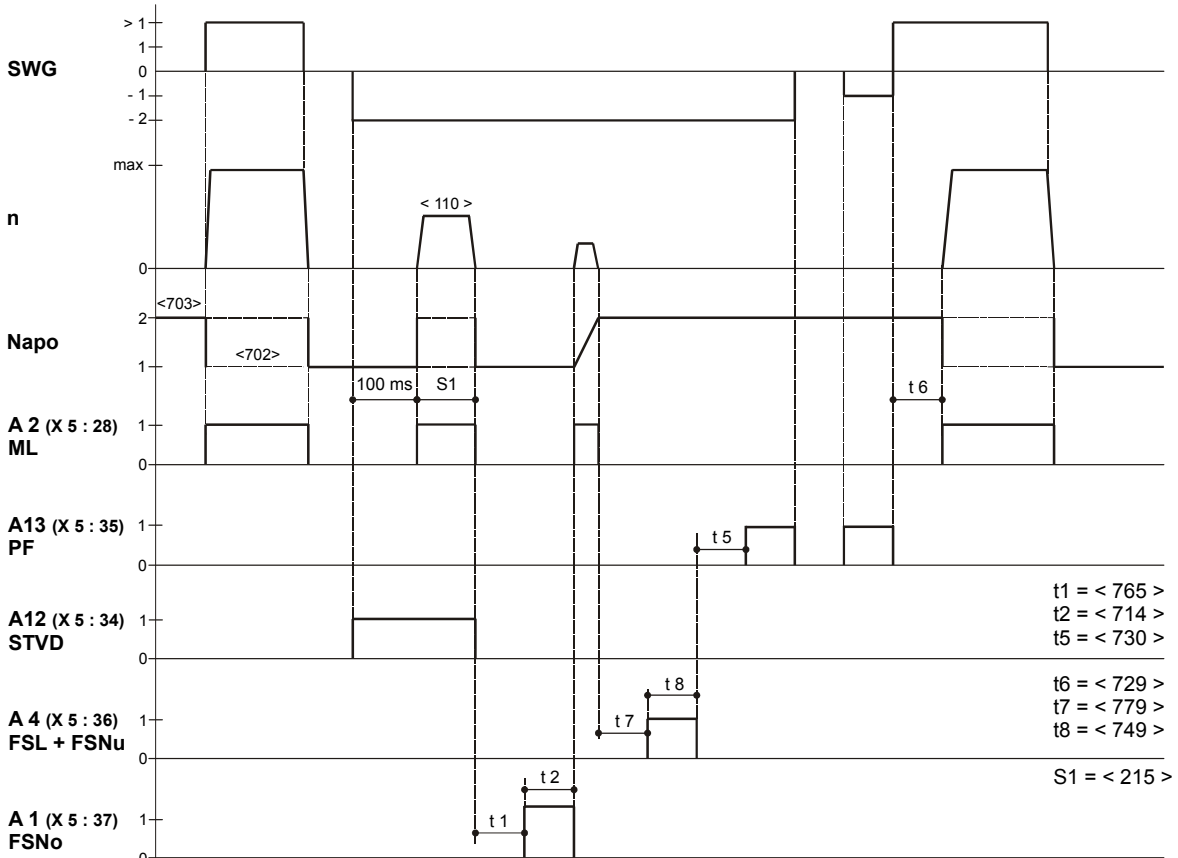 > 1
1
0
SWG
- 1
- 2
max
< 110 >
n
0
<703>
2
Napo
<702>
1
100 ms
S1
t 6
A 2 (X 5 : 28)
1
ML
0
A13 (X 5 : 35)
1
PF
t 5
0
t1 = < 765 >
t2 = < 714 >
t5 = < 730 >
A12 (X 5 : 34)
1
STVD
0
t6 = < 729 >
t7 = < 779 >
t8 = < 749 >
t 8
A 4 (X 5 : 36)
1
t 7
FSL + FSNu
0
S1 = < 215 >
t 2
A 1 (X 5 : 37)
1
t 1
FSNo
0